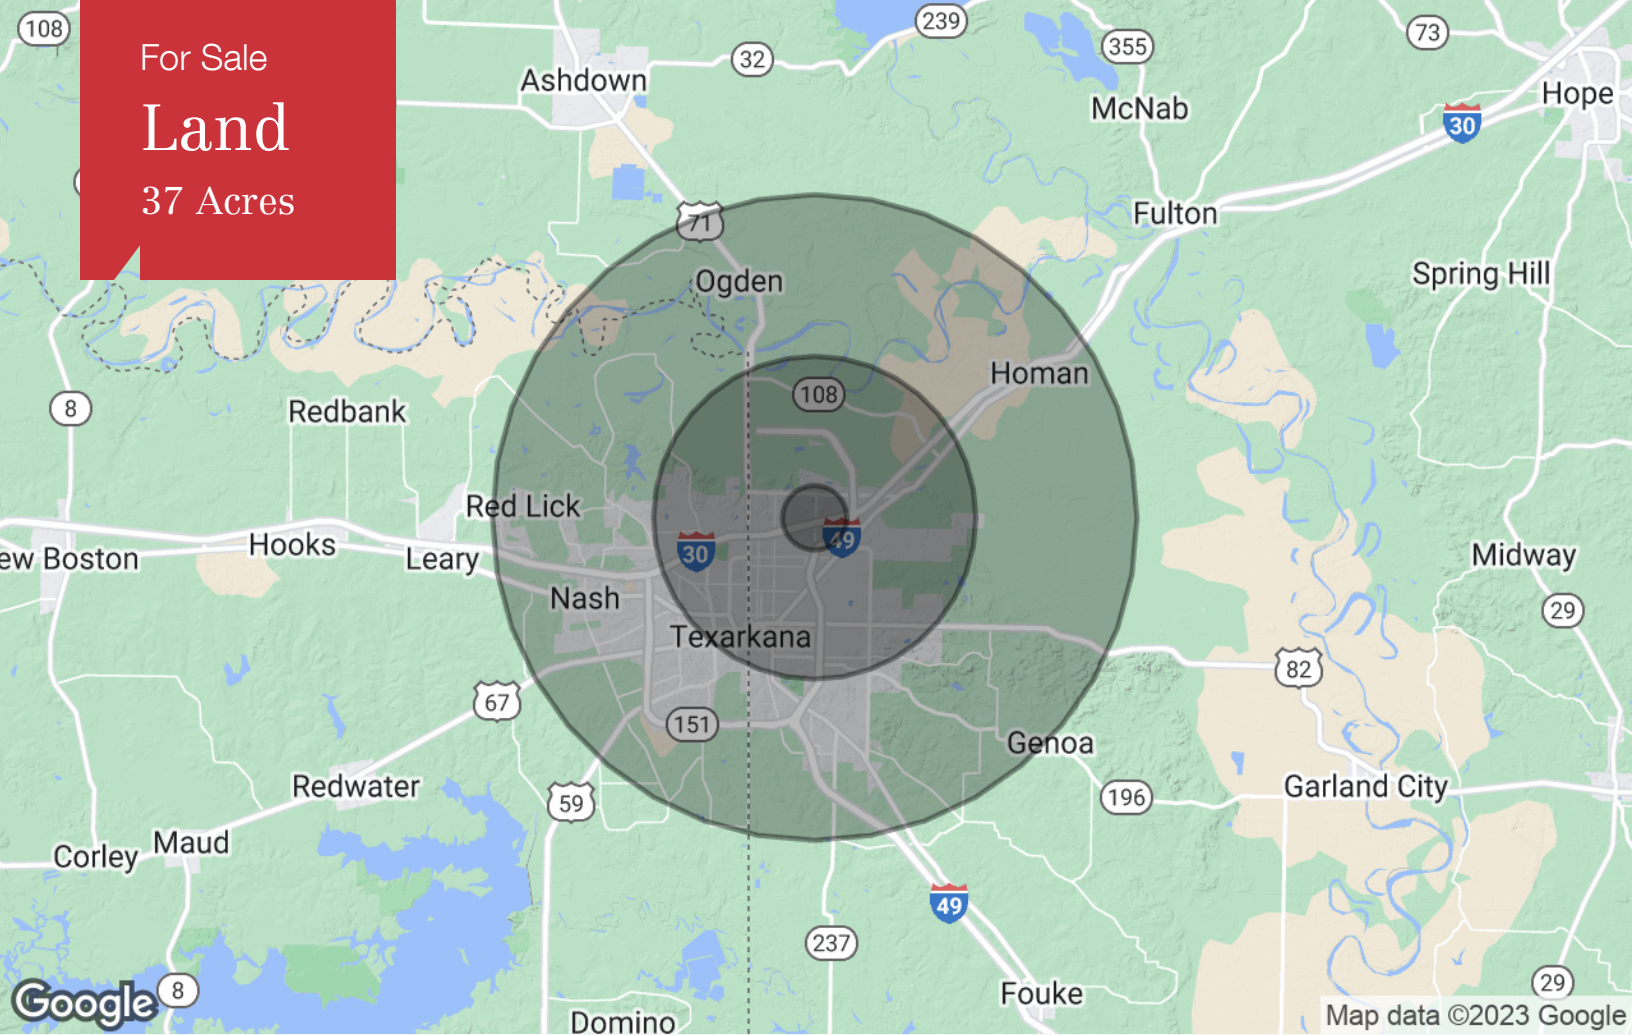 108
For Sale
Land
37 Acres
239
73
355
32
Ashdown
McNab
Hope
30
71
Fulton
Ogden
Spring Hill
Homan
108
8
Redbank
Red Lick
49
30
Hooks
Leary
ew Boston
Midway
Nash
29
Texarkana
82
67
151
Genoa
Redwater
59
196
Garland City
Maud
Corley
49
237
8
Google
Fouke
29
Domino
Map data ©2023 Google